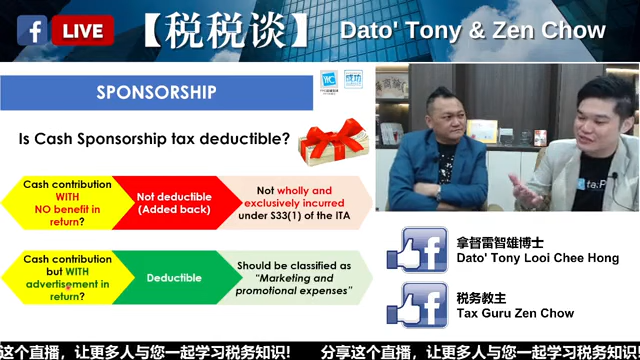 LIVE
【税税谈】
Dato' Tony & Zen Chow
SPONSORSHIP
成功
Is Cash Sponsorship tax deductible?
Cash contribution
WITH
NO benefit in
return?
Not deductible
(Added back)
Not wholly and
exclusively incurred
under S33(1) of the ITA
Cash contribution
but WITH
advertisement in
return?
Deductible
Should be classified as
"Marketing and
promotional expenses"
拿督雷智雄博士
Dato' Tony Looi Chee Hong
税务教主
Tax Guru Zen Chow
这个直播，让更多人与您一起学习税务知识!
分享这个直播，让更多人与您一起学习税务知识!